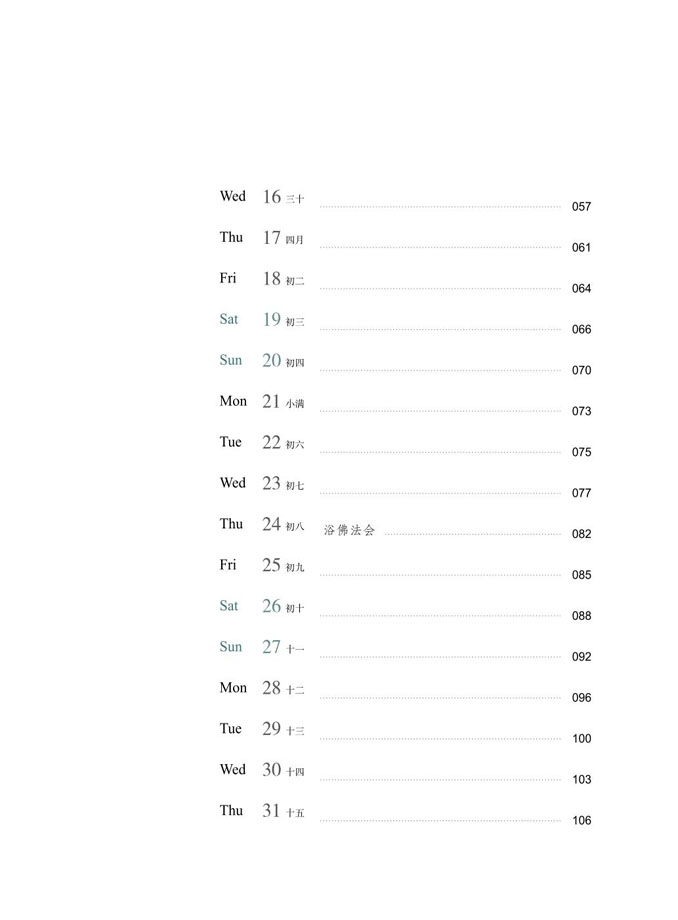 Wed 16 三十 057
Thu 17 四月 061
Fri 18 初二 064
Sat 19 初三 066
Sun 20 初四 070
Mon 21 小满 073
Tue 22 初六 075
Wed 23 初七 077
Thu 24 初八 浴佛法会 082
Fri 25 初九 085
Sat 26 初十 088
Sun 27 十一 092
Mon 28 十二 096
Tue 29 十三 100
Wed 30 十四 103
Thu 31 十五 106